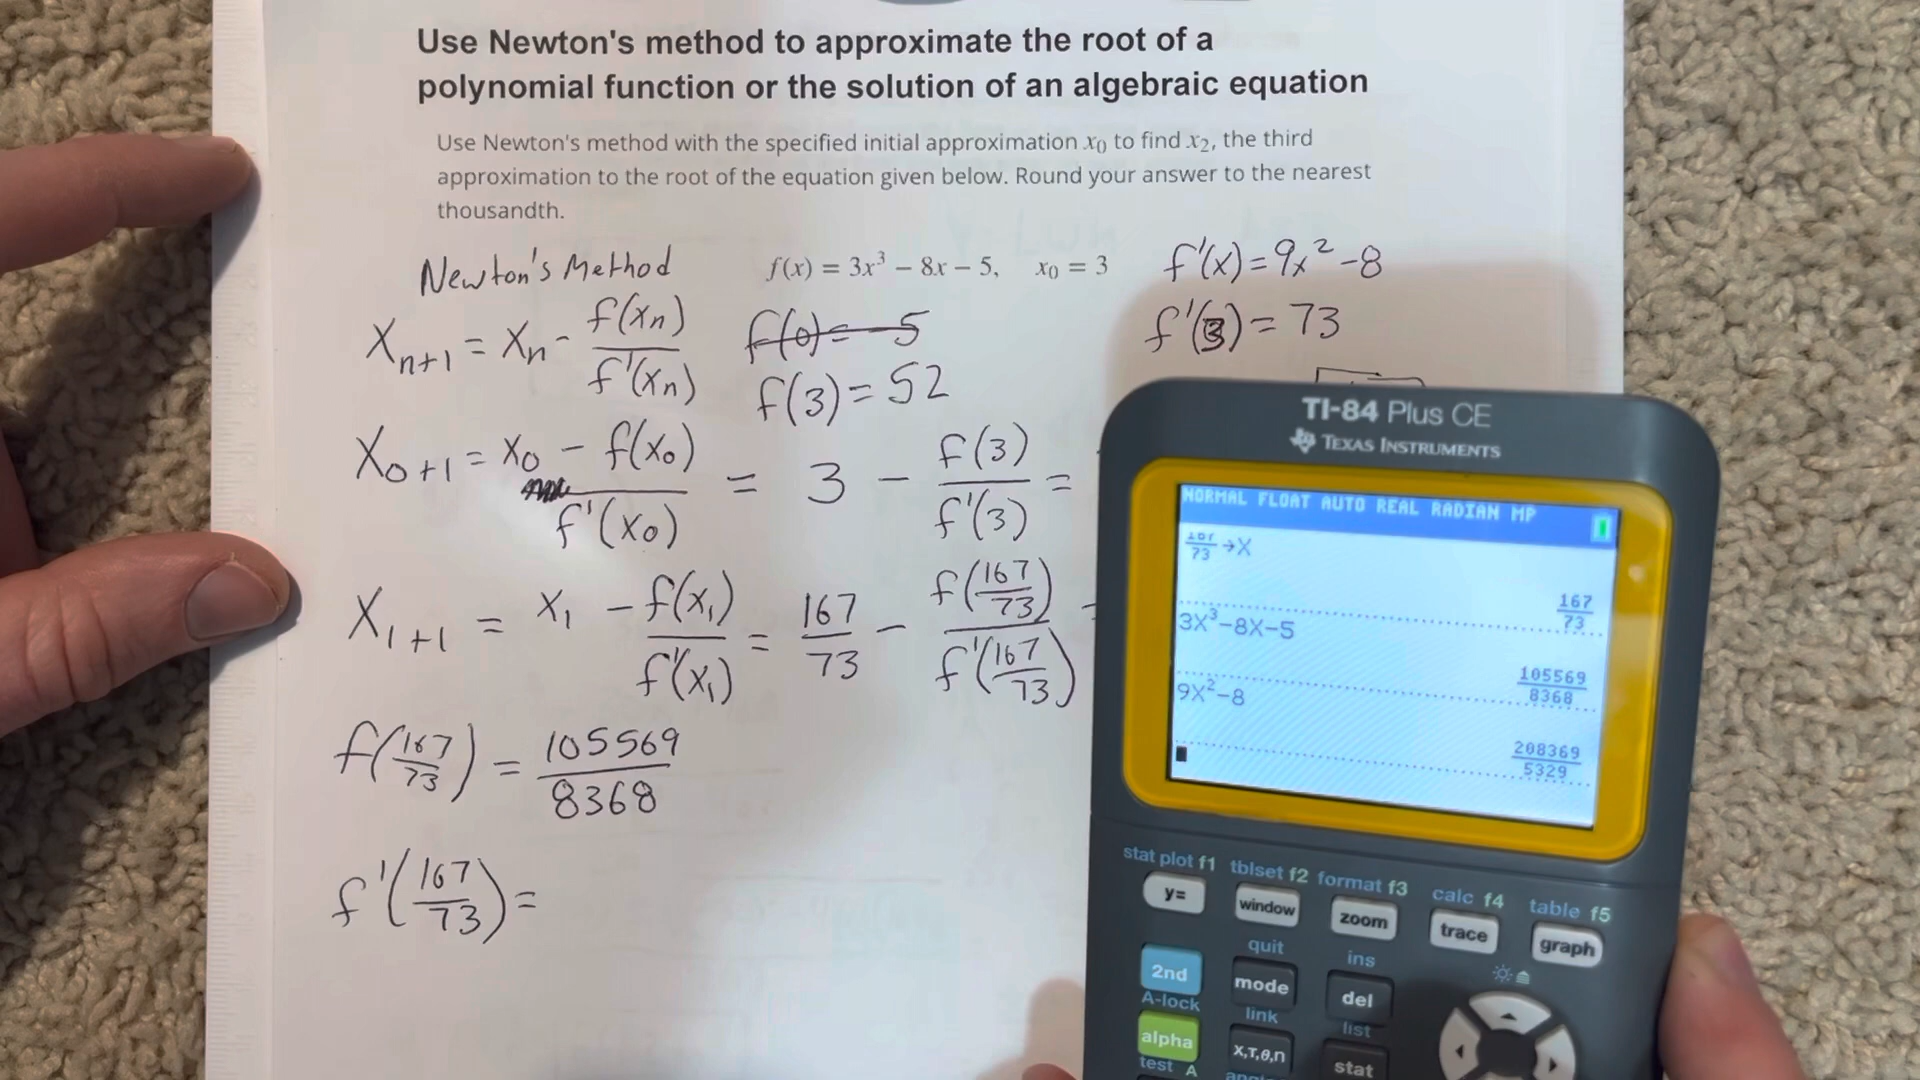 Use Newton's method to approximate the root of a
polynomial function or the solution of an algebraic equation
Use Newton's method with the specified initial approximation x₀ to find x₂, the third
approximation to the root of the equation given below. Round your answer to the nearest
thousandth.
Newton's Method
f(x) = 3x³ − 8x − 5, x₀ = 3
f'(x) = 9x² - 8
f'(3) = 73
Xn+1 = Xn - f(xn)/f'(xn)
f(0) = -5
f(3) = 52
X0+1 = X0 - f(x0)/f'(x0) = 3 - f(3)/f'(3) =
X1+1 = X1 - f(x1)/f'(x1) = 167/73 - f(167/73)/f'(167/73)
f(167/73) = 105569/8368
f'(167/73) =
TI-84 Plus CE
TEXAS INSTRUMENTS
NORMAL FLOAT AUTO REAL RADIAN MP
73→X
167/73
3X³-8X-5
105569/8368
9X²-8
208369/5329
stat plot f1 tblset f2 format f3 calc f4 table f5
y= window zoom trace graph
quit ins
2nd mode del
A-lock link list
alpha X,T,θ,n stat
test A